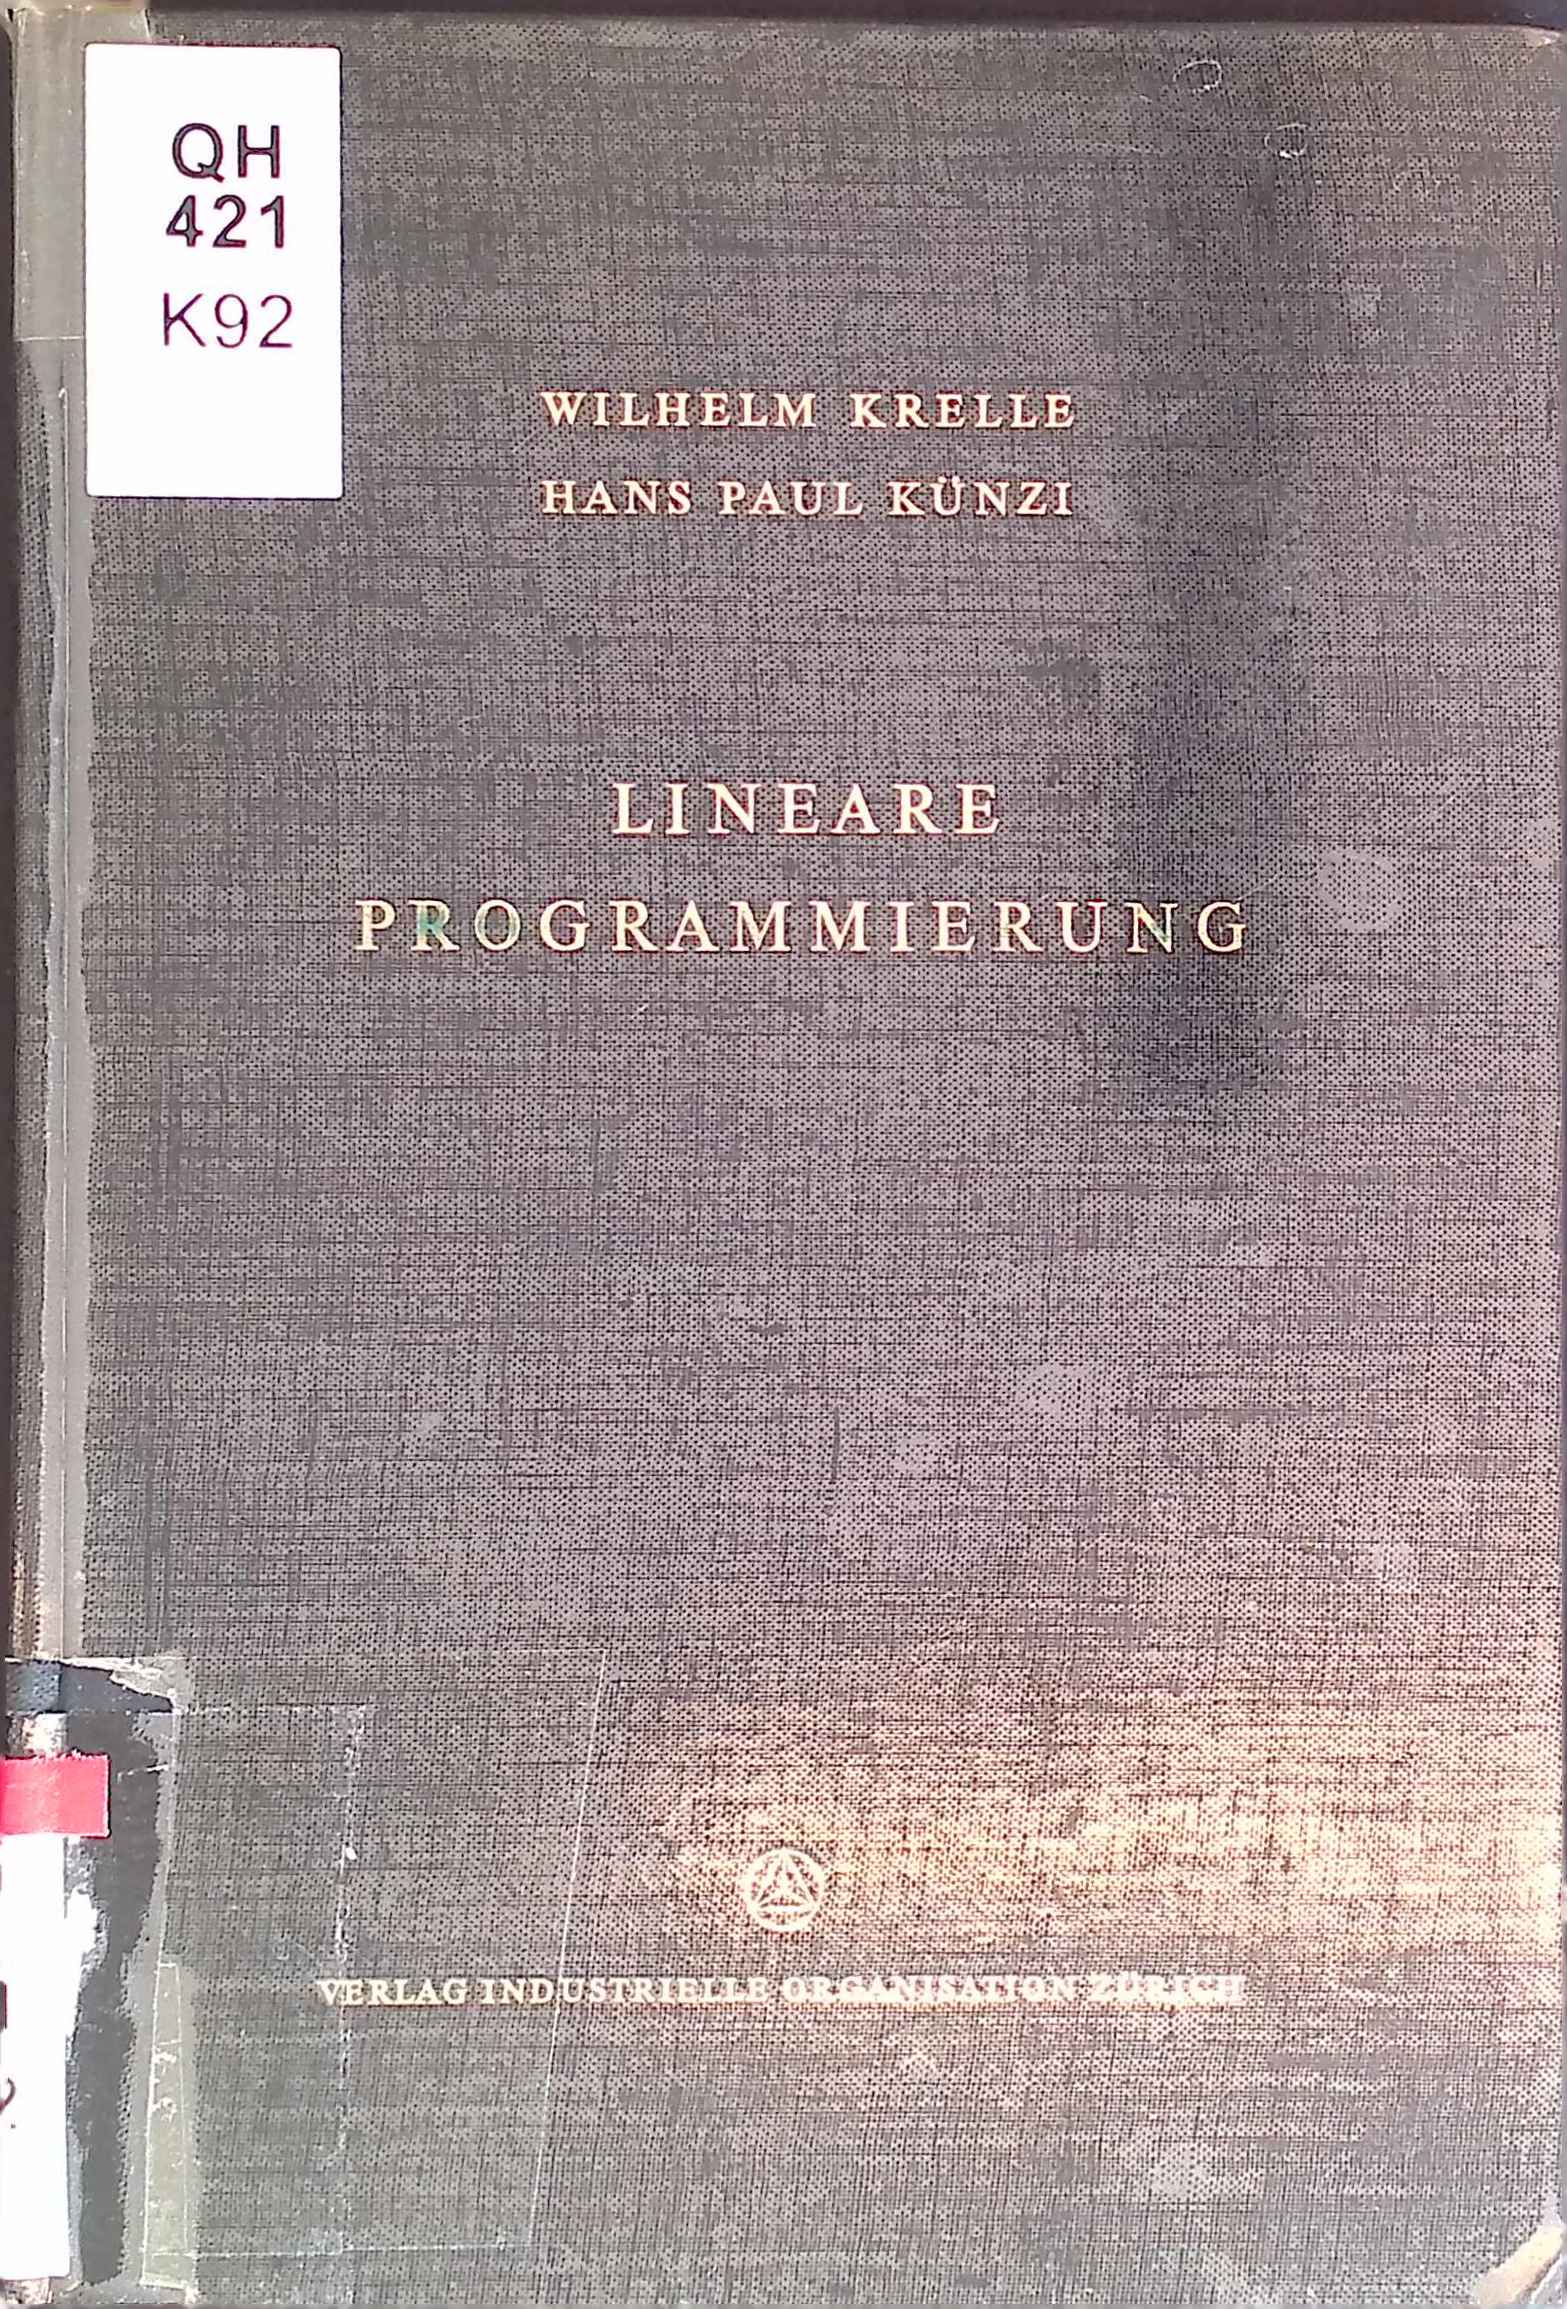 QH
421
K92
WILHELM KRELLE
HANS PAUL KÜNZI
LINEARE
PROGRAMMIERUNG
VERLAG INDUSTRIELLE ORGANISATION ZÜRICH